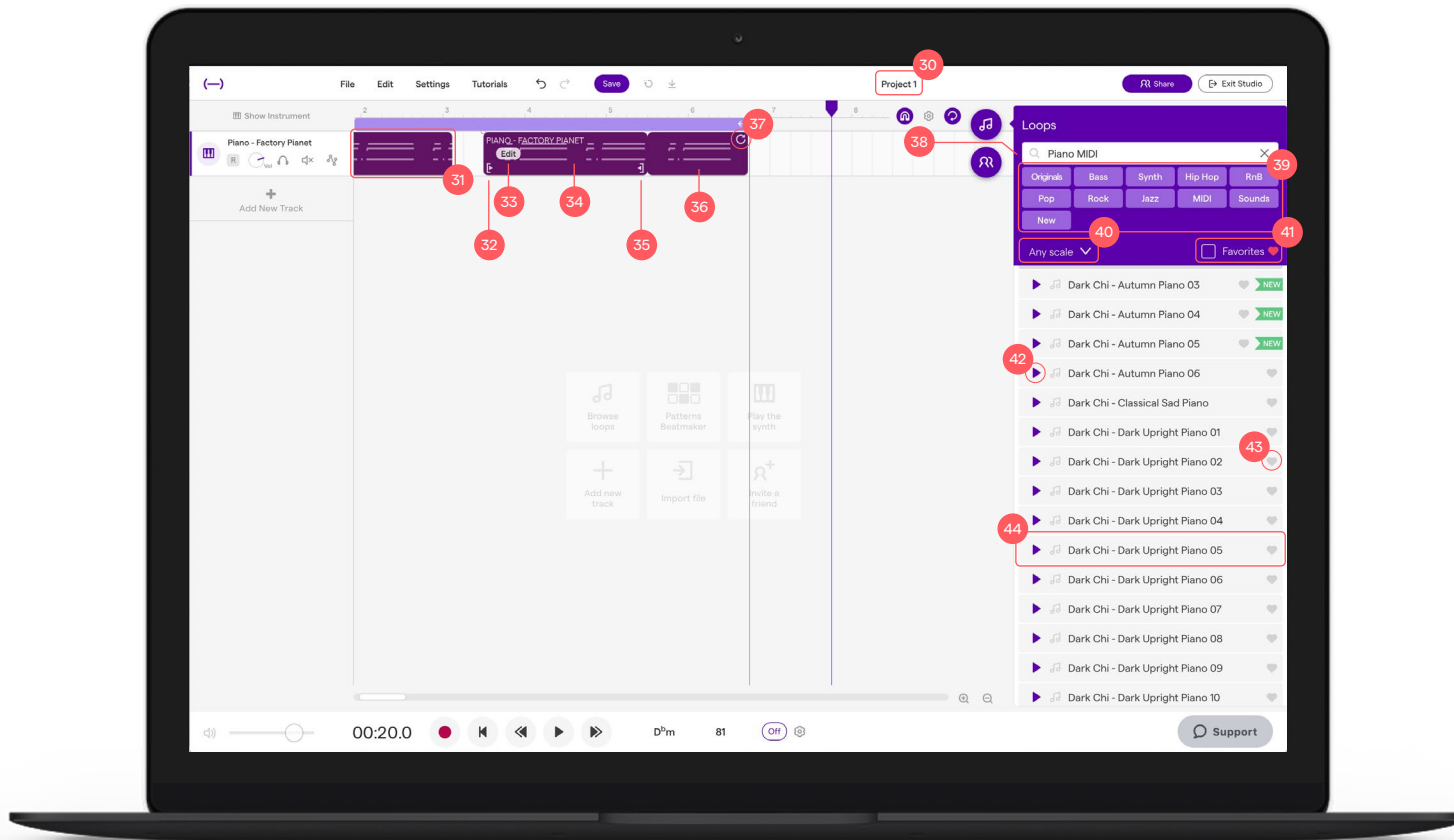 30
(—) File Edit Settings Tutorials Save Project 1 Share Exit Studio
Show Instrument 2 3 4 5 6 7 8
37
Loops
38
Piano - Factory Pianet
R Vol
PIANO - FACTORY PIANET
Edit
Piano MIDI
39
31
Originals Bass Synth Hip Hop RnB
Pop Rock Jazz MIDI Sounds
New
Add New Track
33 34 36
32 35
40 41
Any scale Favorites
Dark Chi - Autumn Piano 03 NEW
Dark Chi - Autumn Piano 04 NEW
Dark Chi - Autumn Piano 05 NEW
42
Dark Chi - Autumn Piano 06
Dark Chi - Classical Sad Piano
Dark Chi - Dark Upright Piano 01
43
Dark Chi - Dark Upright Piano 02
Dark Chi - Dark Upright Piano 03
Dark Chi - Dark Upright Piano 04
44
Dark Chi - Dark Upright Piano 05
Dark Chi - Dark Upright Piano 06
Dark Chi - Dark Upright Piano 07
Dark Chi - Dark Upright Piano 08
Dark Chi - Dark Upright Piano 09
Dark Chi - Dark Upright Piano 10
Browse
loops
Patterns
Beatmaker
Play the
synth
Add new
track
Import file
Invite a
friend
00:20.0 Dbm 81 Off Support